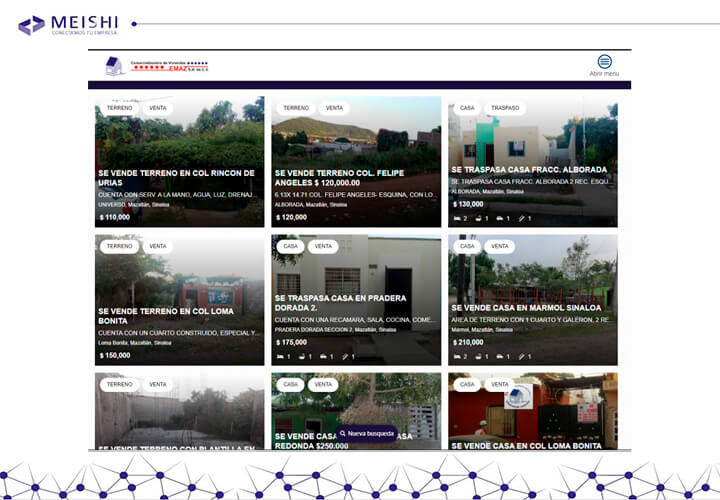 MEISHI
CONECTAMOS TU EMPRESA
Comercializadora de Viviendas
EMAZ S.A. de C.V.
Abrir menu
TERRENO VENTA
SE VENDE TERRENO EN COL RINCON DE
URIAS
CUENTA CON SERV. A LA MANO, AGUA, LUZ, DRENAJ...
UNIVERSO, Mazatlán, Sinaloa
$ 110,000
TERRENO VENTA
SE VENDE TERRENO COL. FELIPE
ANGELES $ 120,000.00
6.13X 14.71 COL. FELIPE ANGELES- ESQUINA, CON LO...
ALBORADA, Mazatlán, Sinaloa
$ 120,000
CASA TRASPASO
SE TRASPASA CASA FRACC. ALBORADA
SE TRASPASA CASA FRACC. ALBORADA 2 REC. ESQU...
ALBORADA, Mazatlán, Sinaloa
$ 130,000
2 1 1 1
TERRENO VENTA
SE VENDE TERRENO EN COL LOMA
BONITA
CUENTA CON UN CUARTO CONSTRUIDO, ESPECIAL Y...
Loma Bonita, Mazatlán, Sinaloa
$ 150,000
CASA VENTA
SE TRASPASA CASA EN PRADERA
DORADA 2.
CUENTA CON UNA RECAMARA, SALA, COCINA, COME...
PRADERA DORADA SECCION 2, Mazatlán, Sinaloa
$ 175,000
1 1 1 1
CASA VENTA
SE VENDE CASA EN MARMOL SINALOA
AREA DE TERRENO CON 1 CUARTO Y GALERON, 2 RE...
Marmol, Mazatlán, Sinaloa
$ 210,000
2 1 1 1
TERRENO VENTA
SE VENDE TERRENO CON PLANTILLA EN
CASA VENTA
SE VENDE CASA
ASA
REDONDA $250.000
CASA VENTA
SE VENDE CASA EN COL LOMA BONITA
Nueva busqueda